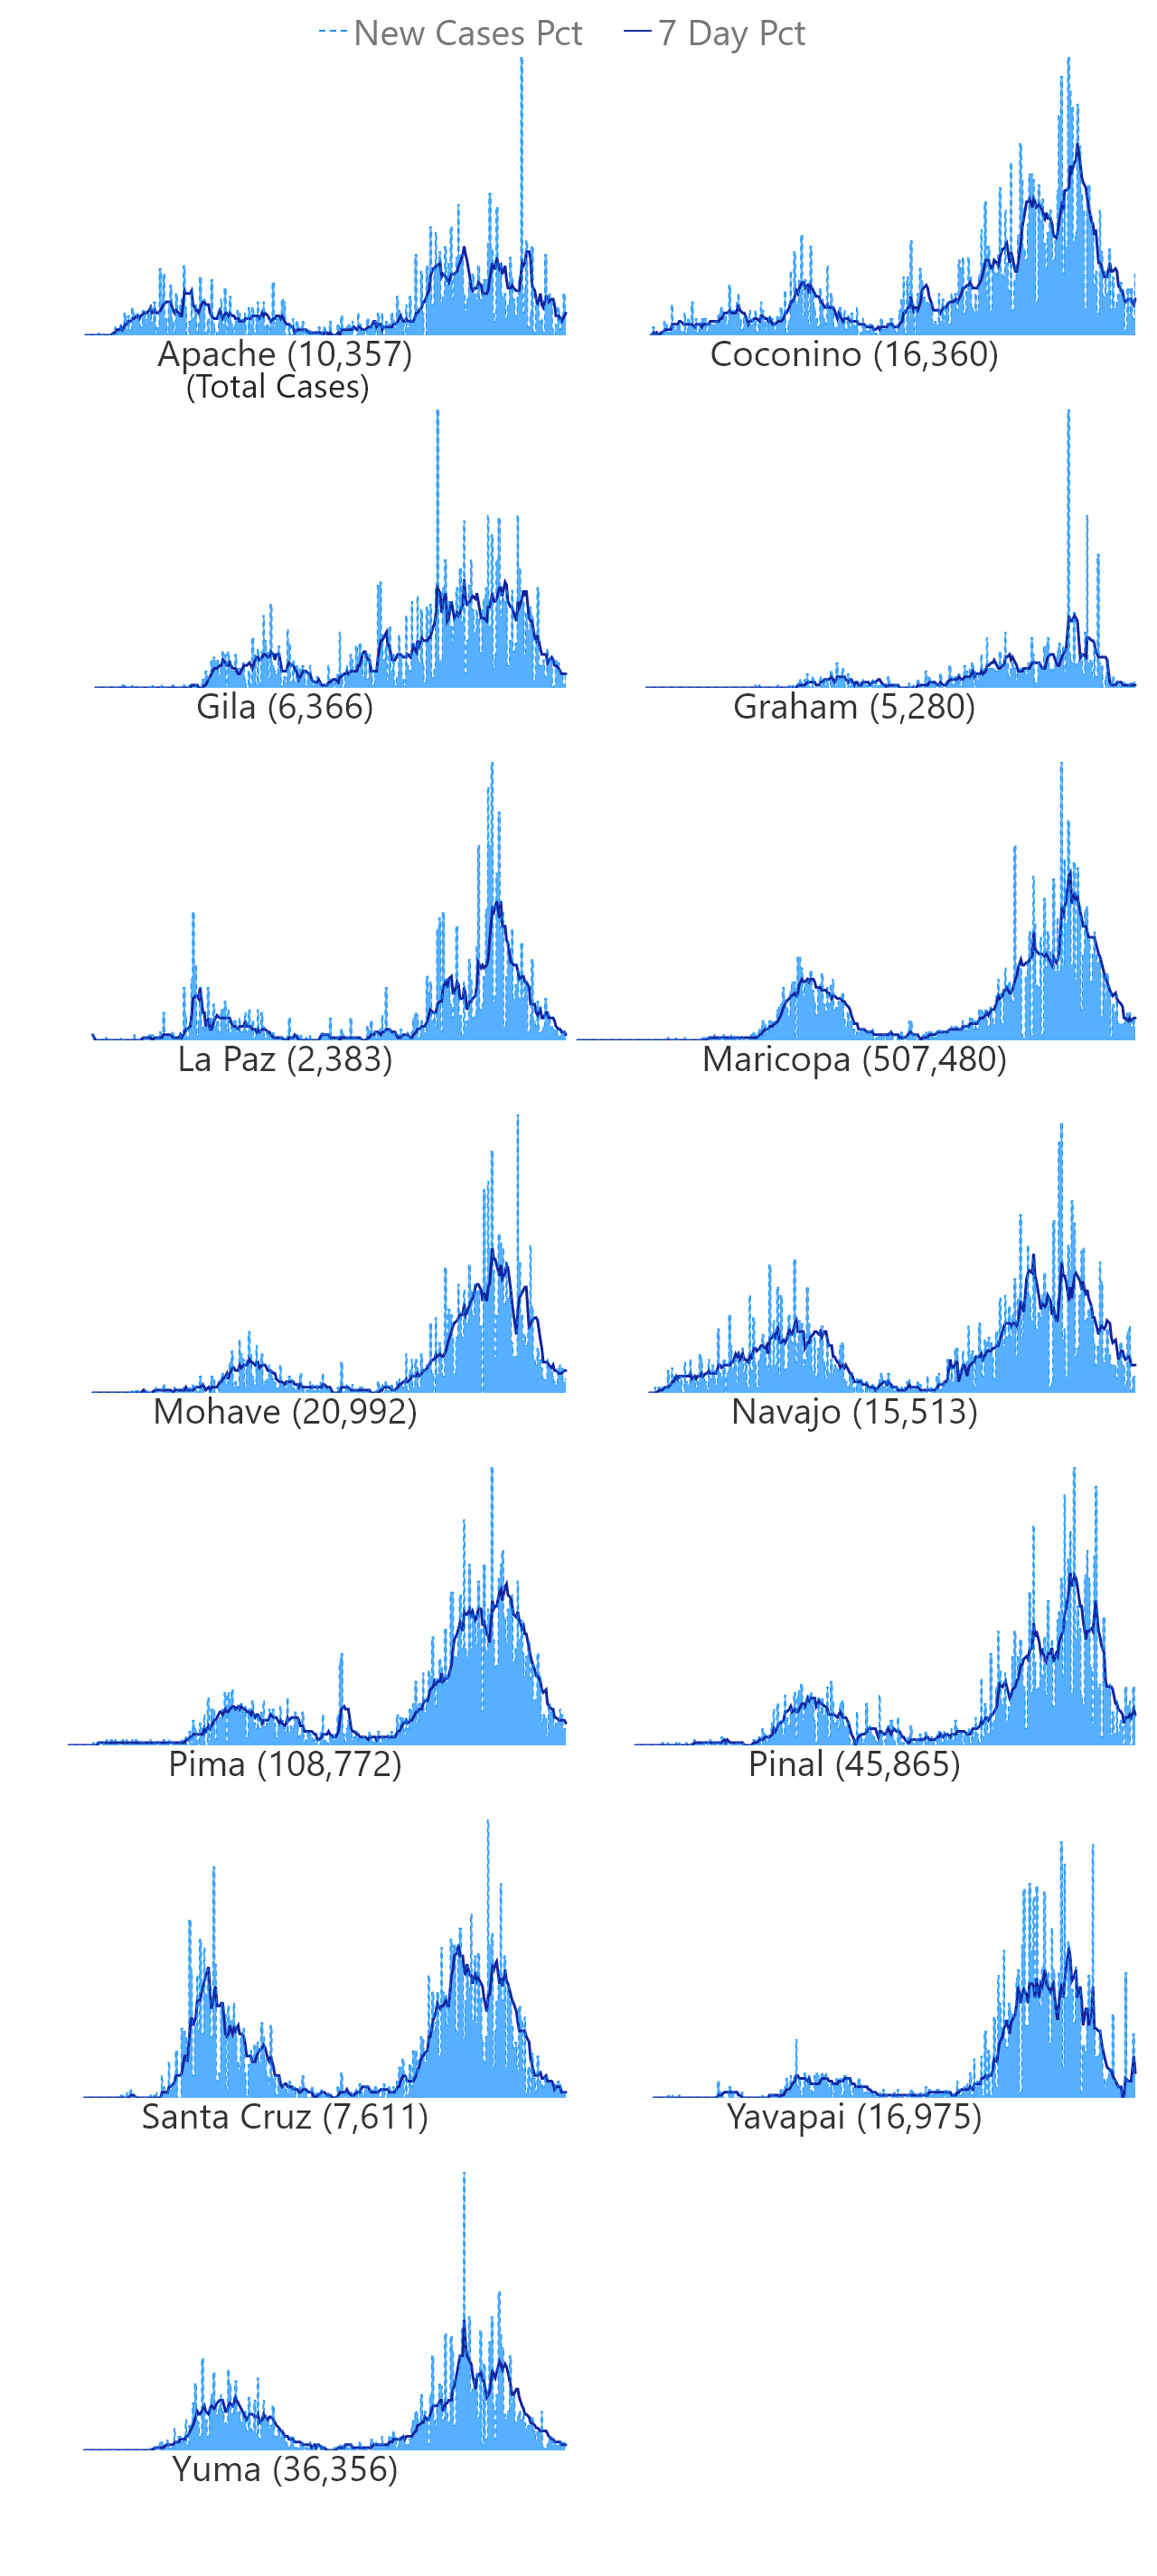 New Cases Pct 7 Day Pct
Apache (10,357) Coconino (16,360)
(Total Cases)
Gila (6,366) Graham (5,280)
La Paz (2,383) Maricopa (507,480)
Mohave (20,992) Navajo (15,513)
Pima (108,772) Pinal (45,865)
Santa Cruz (7,611) Yavapai (16,975)
Yuma (36,356)